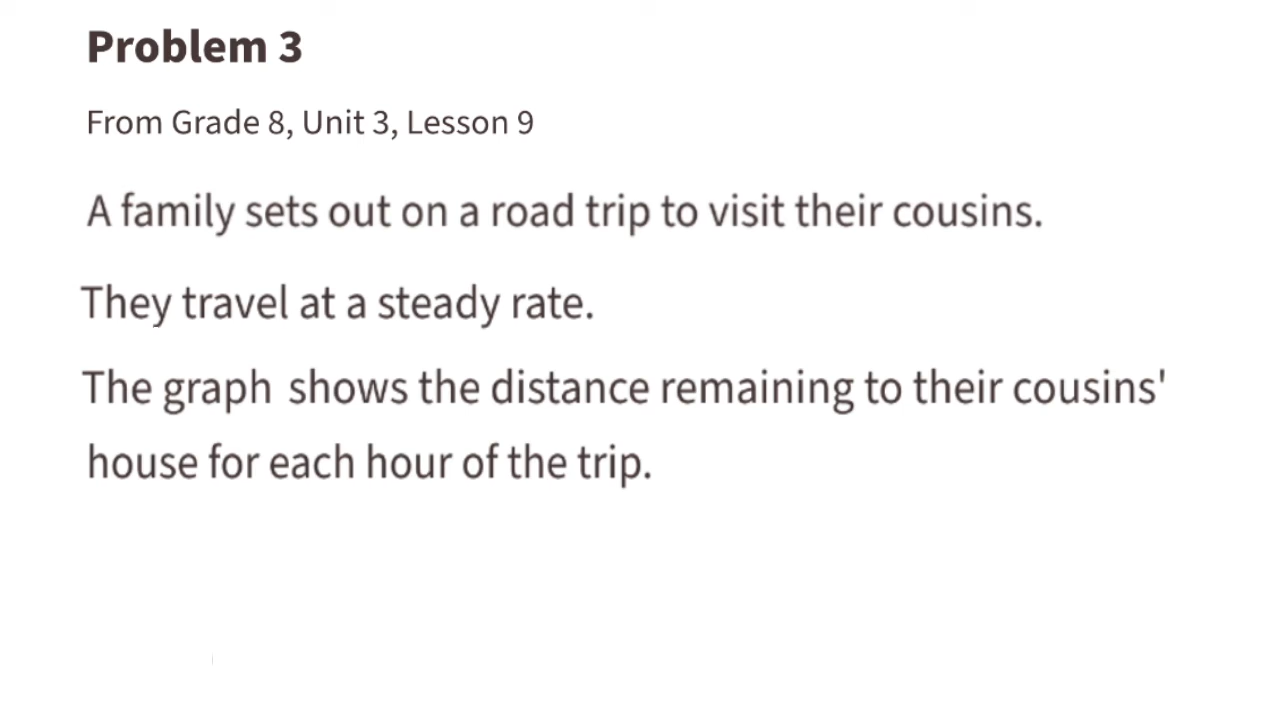 Problem 3
From Grade 8, Unit 3, Lesson 9
A family sets out on a road trip to visit their cousins.
They travel at a steady rate.
The graph shows the distance remaining to their cousins'
house for each hour of the trip.